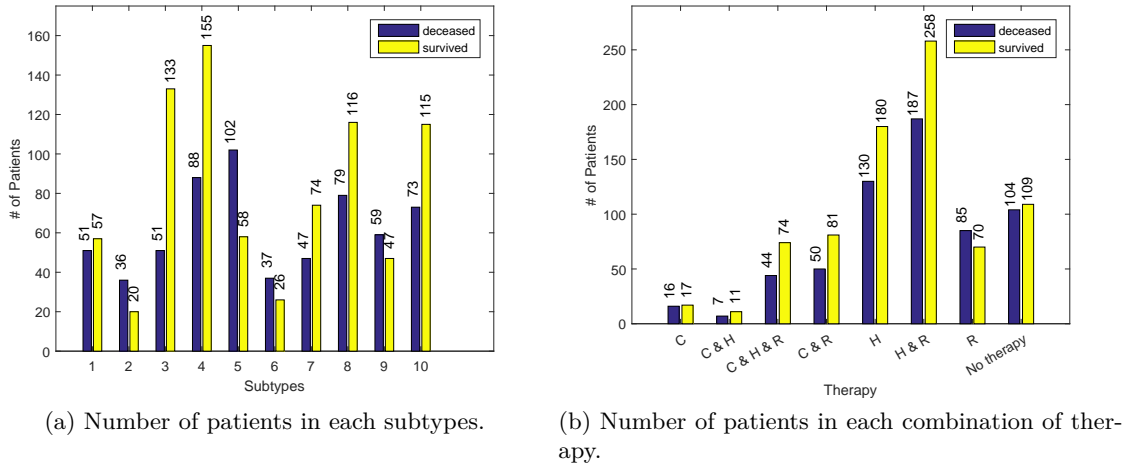 160
140
120
100
80
60
40
20
0
# of Patients
51
57
36
20
51
133
88
155
102
58
37
26
47
74
79
116
59
47
73
115
deceased
survived
1 2 3 4 5 6 7 8 9 10
Subtypes
(a) Number of patients in each subtypes.
250
200
150
100
50
0
# of Patients
16
17
7
11
44
74
50
81
130
180
187
258
85
70
104
109
deceased
survived
C
C & H
C & H & R
C & R
H
H & R
R
No therapy
Therapy
(b) Number of patients in each combination of ther-
apy.